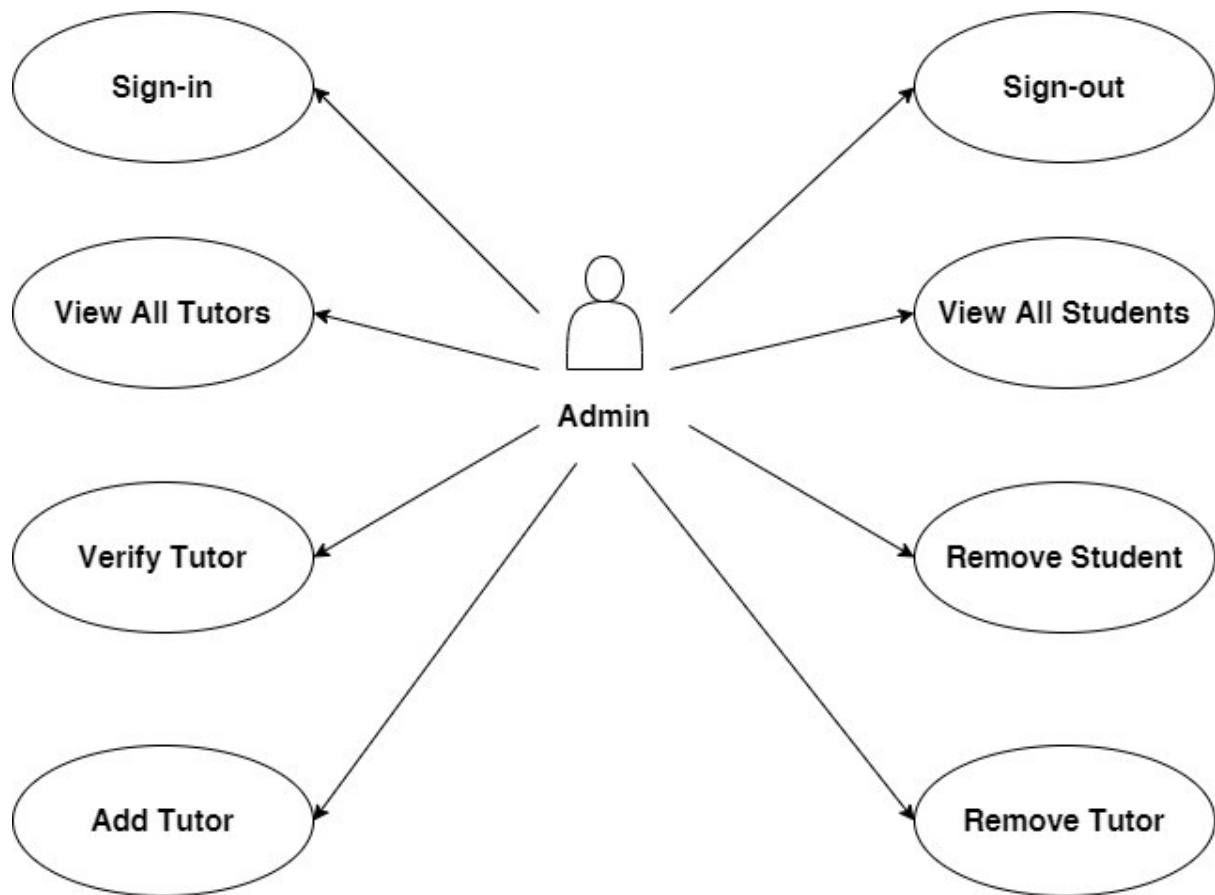 Sign-in
Sign-out
View All Tutors
View All Students
Admin
Verify Tutor
Remove Student
Add Tutor
Remove Tutor